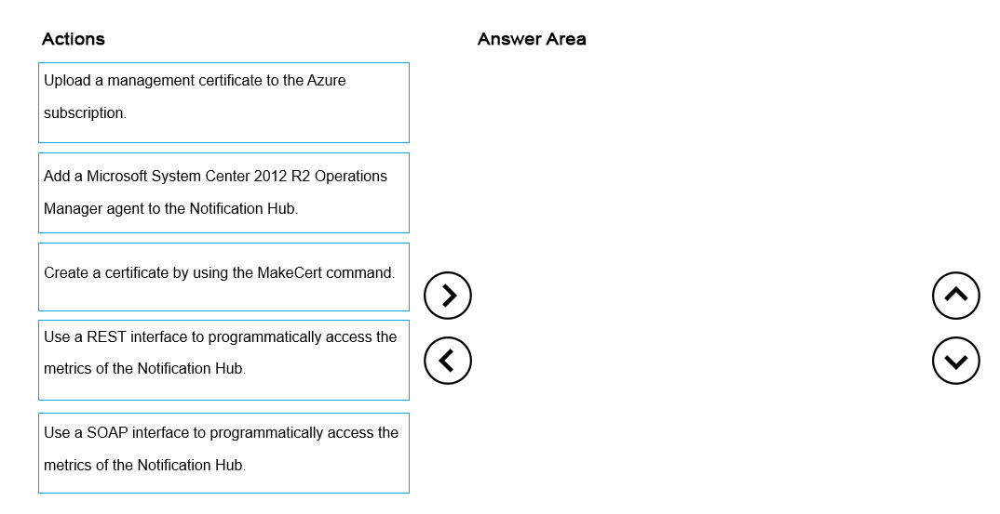 Actions
Answer Area
Upload a management certificate to the Azure
subscription.
Add a Microsoft System Center 2012 R2 Operations
Manager agent to the Notification Hub.
Create a certificate by using the MakeCert command.
Use a REST interface to programmatically access the
metrics of the Notification Hub.
Use a SOAP interface to programmatically access the
metrics of the Notification Hub.